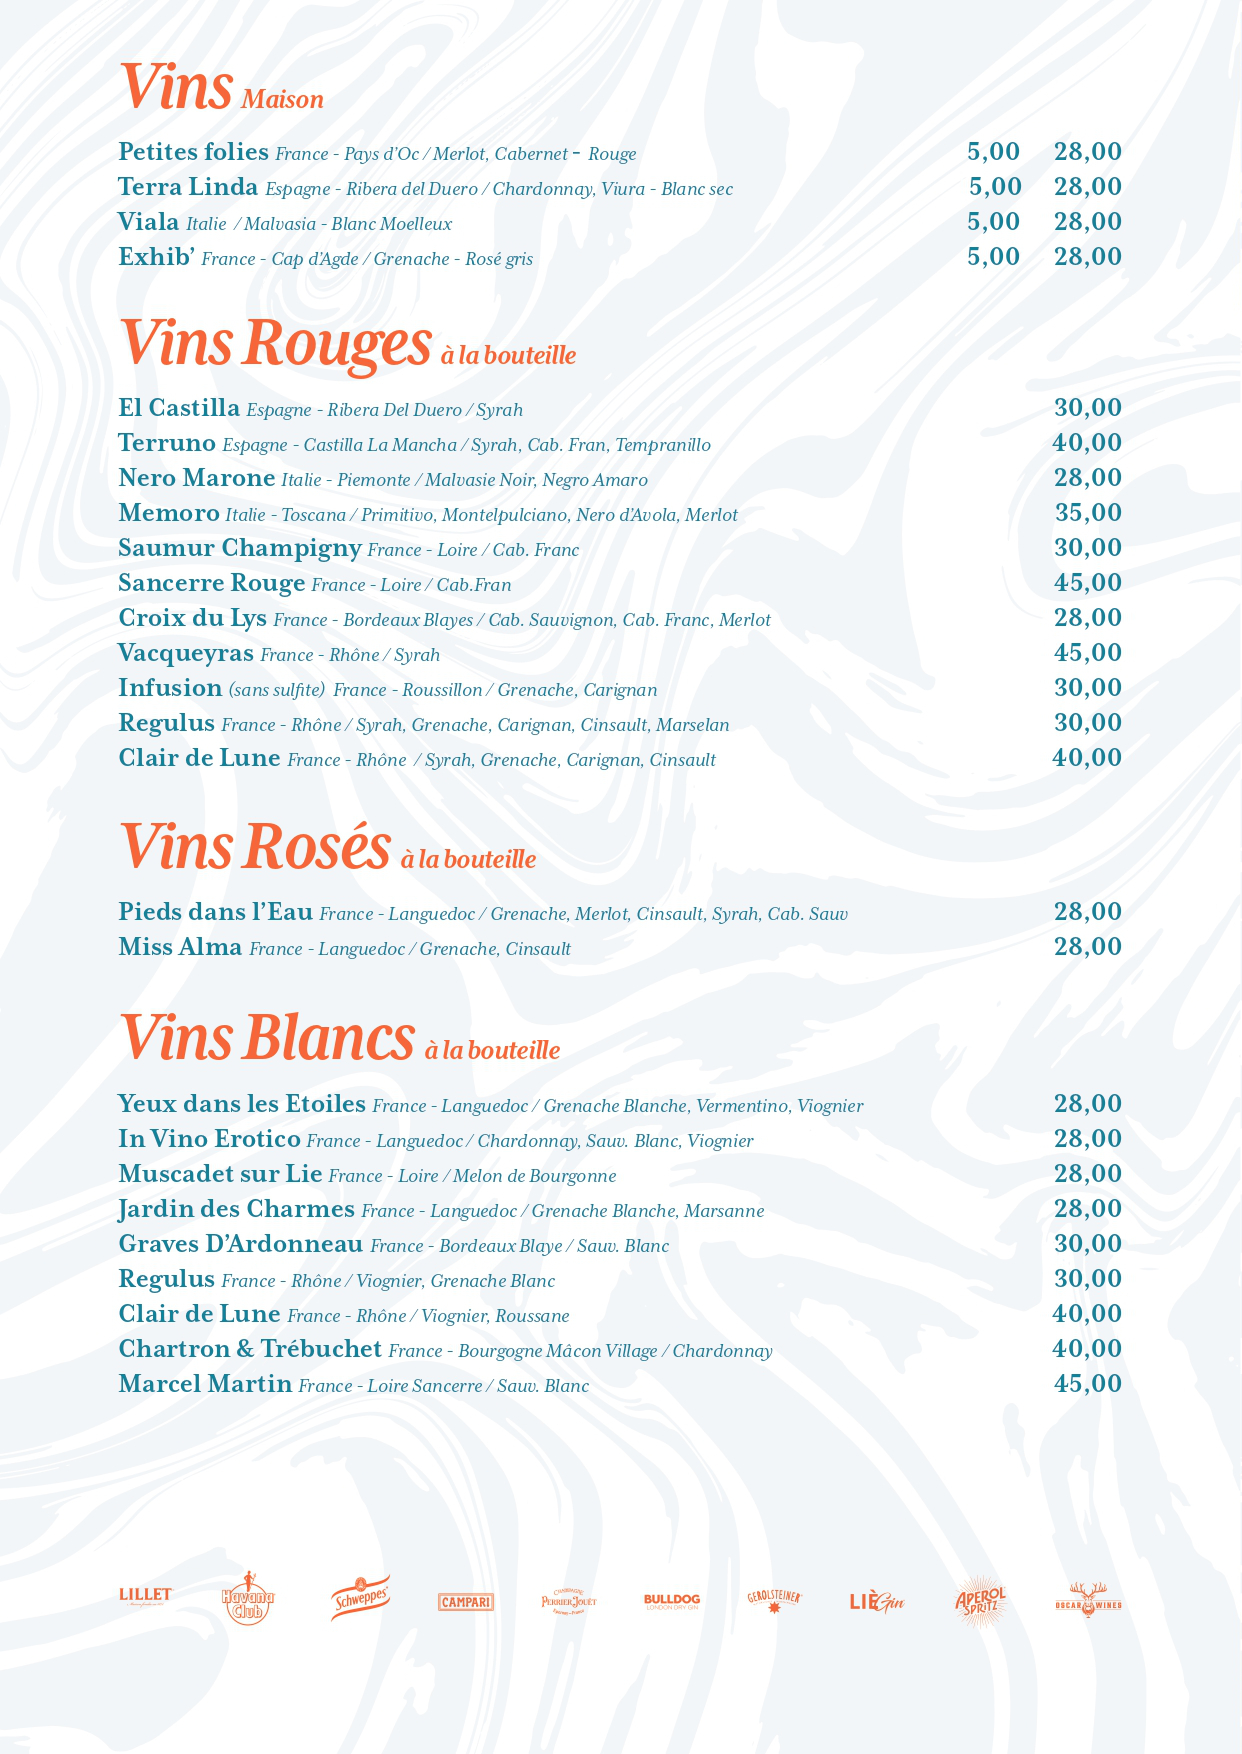 Vins Maison
Petites folies France - Pays d’Oc / Merlot, Cabernet - Rouge 5,00 28,00
Terra Linda Espagne - Ribera del Duero / Chardonnay, Viura - Blanc sec 5,00 28,00
Viala Italie / Malvasia - Blanc Moelleux 5,00 28,00
Exhib’ France - Cap d’Agde / Grenache - Rosé gris 5,00 28,00
Vins Rouges à la bouteille
El Castilla Espagne - Ribera Del Duero / Syrah 30,00
Terruno Espagne - Castilla La Mancha / Syrah, Cab. Fran, Tempranillo 40,00
Nero Marone Italie - Piemonte / Malvasie Noir, Negro Amaro 28,00
Memoro Italie - Toscana / Primitivo, Montelpulciano, Nero d’Avola, Merlot 35,00
Saumur Champigny France - Loire / Cab. Franc 30,00
Sancerre Rouge France - Loire / Cab.Fran 45,00
Croix du Lys France - Bordeaux Blayes / Cab. Sauvignon, Cab. Franc, Merlot 28,00
Vacqueyras France - Rhône / Syrah 45,00
Infusion (sans sulfite) France - Roussillon / Grenache, Carignan 30,00
Regulus France - Rhône / Syrah, Grenache, Carignan, Cinsault, Marselan 30,00
Clair de Lune France - Rhône / Syrah, Grenache, Carignan, Cinsault 40,00
Vins Rosés à la bouteille
Pieds dans l’Eau France - Languedoc / Grenache, Merlot, Cinsault, Syrah, Cab. Sauv 28,00
Miss Alma France - Languedoc / Grenache, Cinsault 28,00
Vins Blancs à la bouteille
Yeux dans les Etoiles France - Languedoc / Grenache Blanche, Vermentino, Viognier 28,00
In Vino Erotico France - Languedoc / Chardonnay, Sauv. Blanc, Viognier 28,00
Muscadet sur Lie France - Loire / Melon de Bourgonne 28,00
Jardin des Charmes France - Languedoc / Grenache Blanche, Marsanne 28,00
Graves D’Ardonneau France - Bordeaux Blaye / Sauv. Blanc 30,00
Regulus France - Rhône / Viognier, Grenache Blanc 30,00
Clair de Lune France - Rhône / Viognier, Roussane 40,00
Chartron & Trébuchet France - Bourgogne Mâcon Village / Chardonnay 40,00
Marcel Martin France - Loire Sancerre / Sauv. Blanc 45,00
LILLET
Havana Club
Schweppes
CAMPARI
CHAMPAGNE
PERRIER-JOUËT
BULLDOG
LONDON DRY GIN
GEROLSTEINER
LIÈGin
APEROL SPRITZ
OSCAR WINES